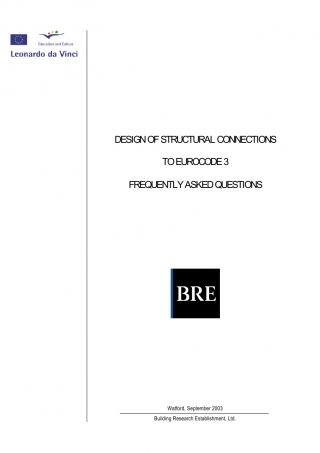 Education and Culture
Leonardo da Vinci
DESIGN OF STRUCTURAL CONNECTIONS
TO EUROCODE 3
FREQUENTLY ASKED QUESTIONS
BRE
Watford, September 2003
Building Research Establishment, Ltd.